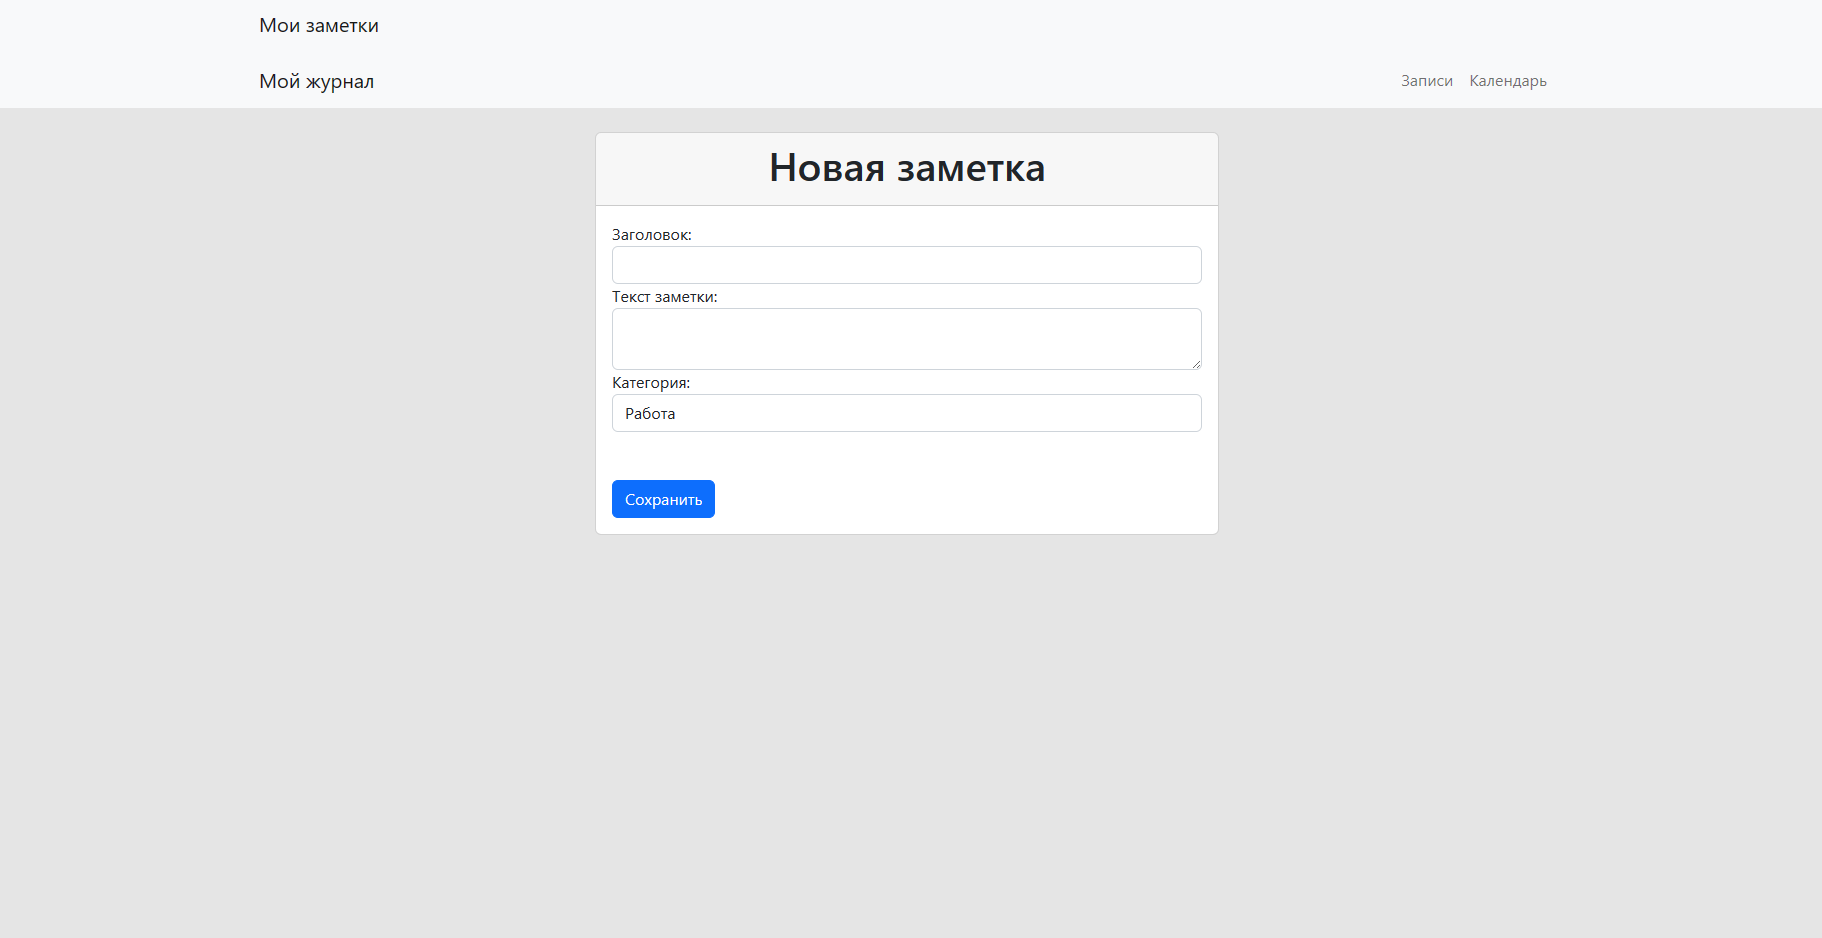 Мои заметки
Мой журнал
Записи Календарь
Новая заметка
Заголовок:
Текст заметки:
Категория:
Работа
Сохранить